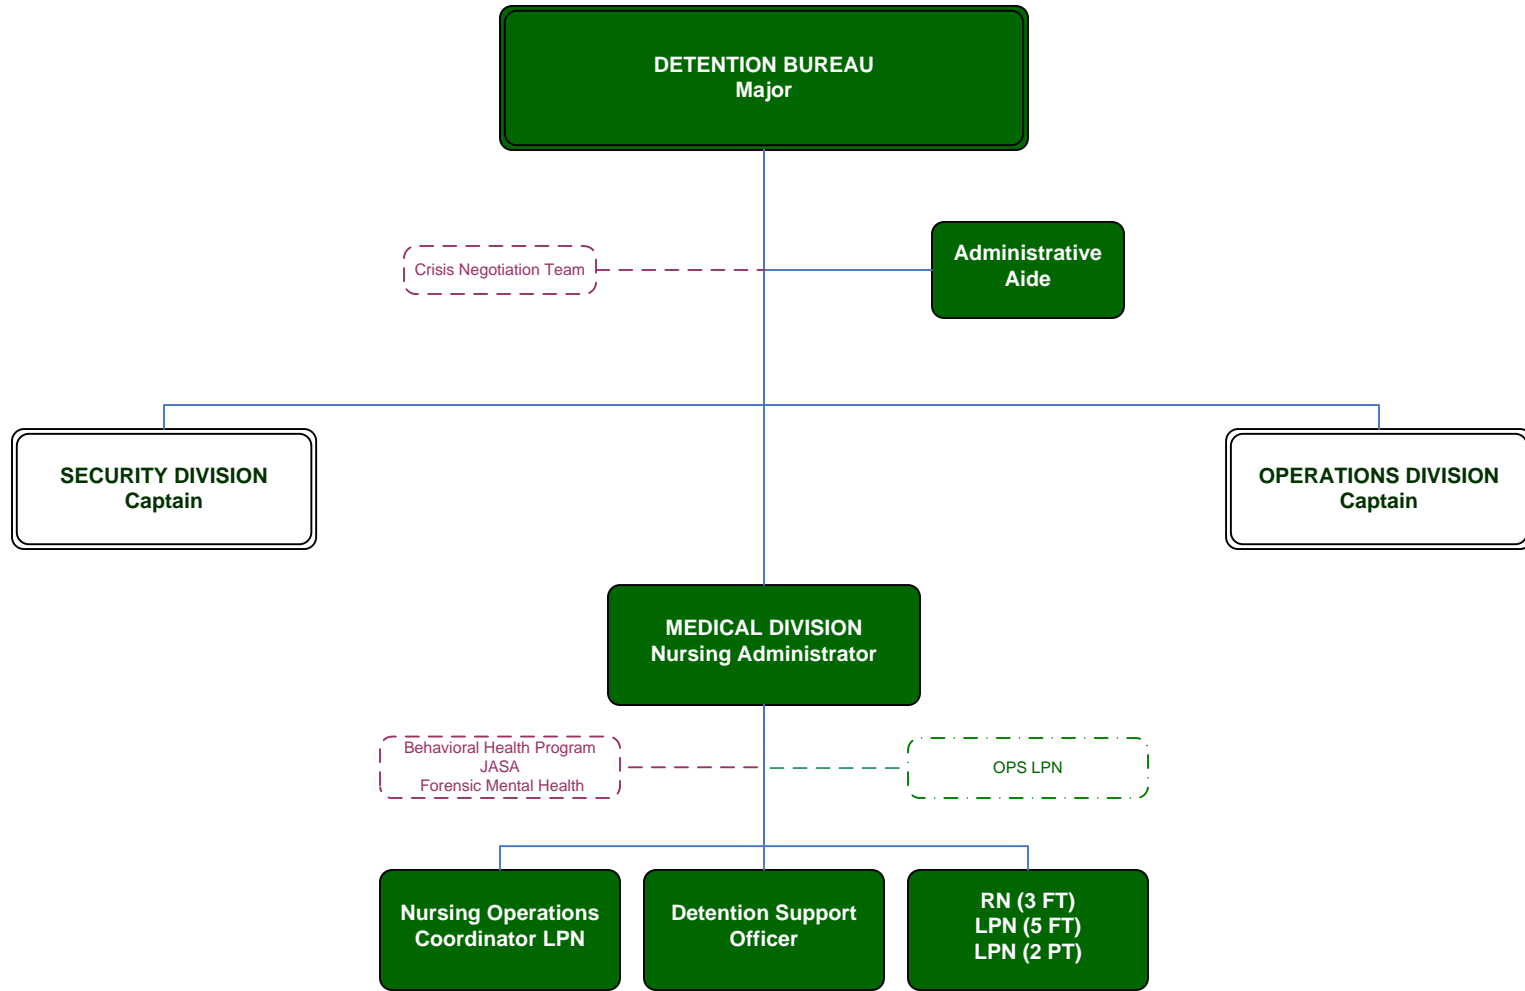 DETENTION BUREAU
Major
Crisis Negotiation Team
Administrative
Aide
SECURITY DIVISION
Captain
OPERATIONS DIVISION
Captain
MEDICAL DIVISION
Nursing Administrator
Behavioral Health Program
JASA
Forensic Mental Health
OPS LPN
Nursing Operations
Coordinator LPN
Detention Support
Officer
RN (3 FT)
LPN (5 FT)
LPN (2 PT)